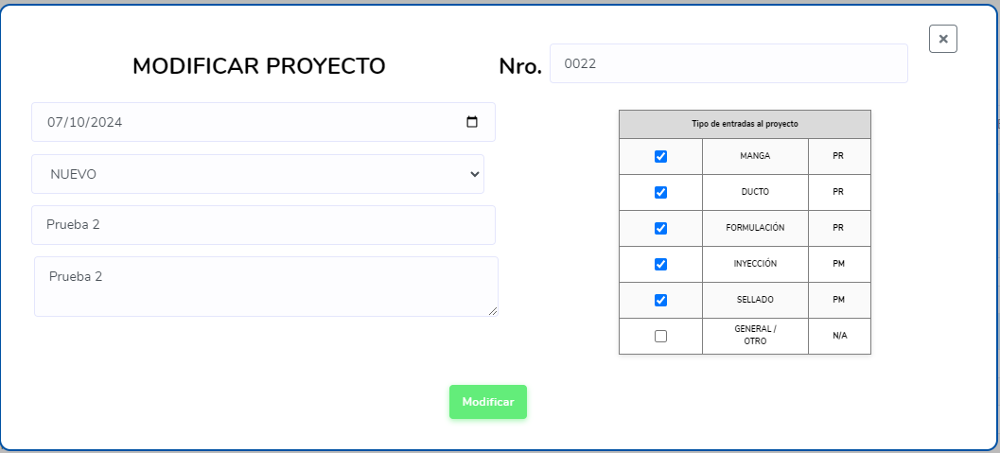 MODIFICAR PROYECTO
Nro. 0022
07/10/2024
NUEVO
Prueba 2
Prueba 2
Tipo de entradas al proyecto
MANGA PR
DUCTO PR
FORMULACIÓN PR
INYECCIÓN PM
SELLADO PM
GENERAL /
OTRO N/A
Modificar